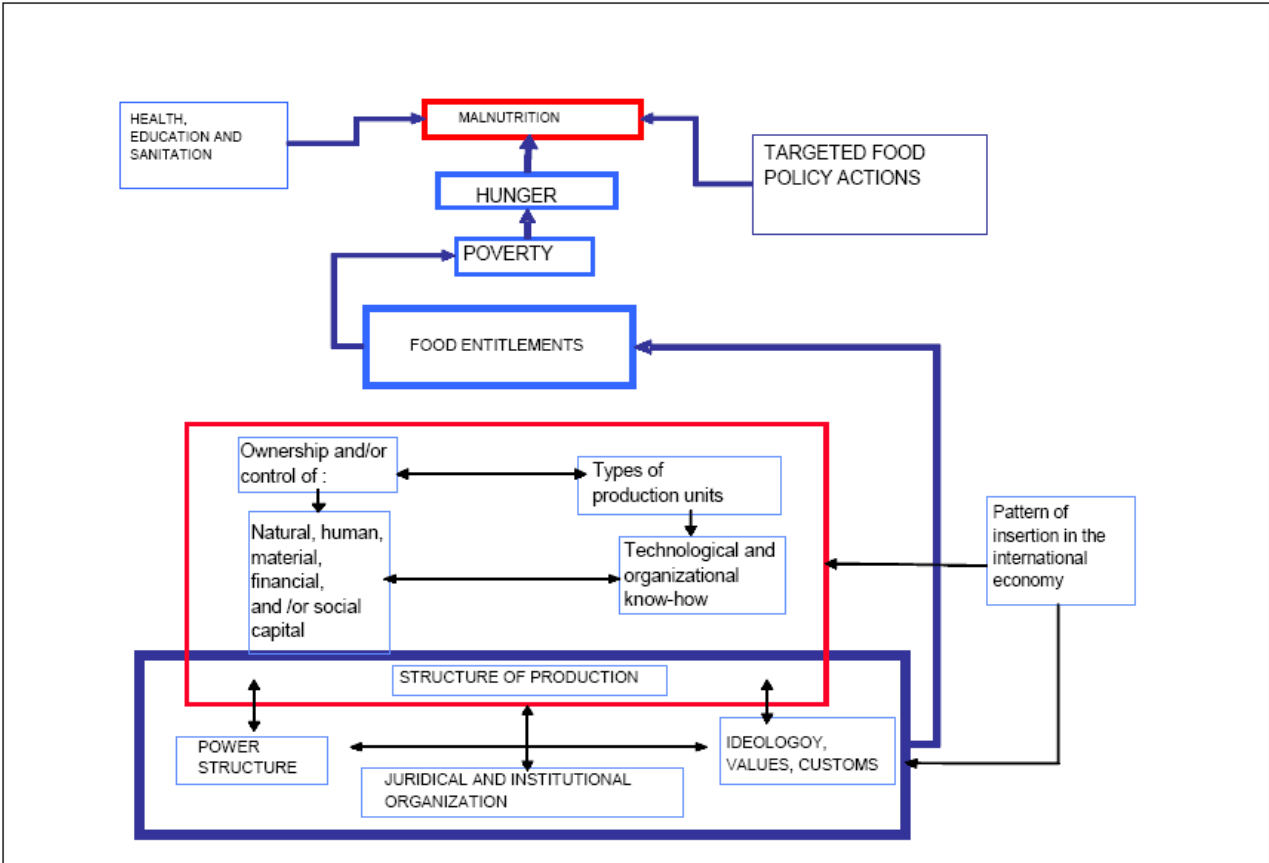 HEALTH,
EDUCATION AND
SANITATION
MALNUTRITION
TARGETED FOOD
POLICY ACTIONS
HUNGER
POVERTY
FOOD ENTITLEMENTS
Ownership and/or
control of :
Types of
production units
Natural, human,
material,
financial,
and /or social
capital
Technological and
organizational
know-how
Pattern of
insertion in the
international
economy
STRUCTURE OF PRODUCTION
POWER
STRUCTURE
JURIDICAL AND INSTITUTIONAL
ORGANIZATION
IDEOLOGOY,
VALUES, CUSTOMS